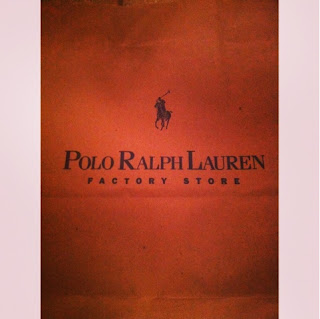 POLO RALPH LAUREN
FACTORY STORE